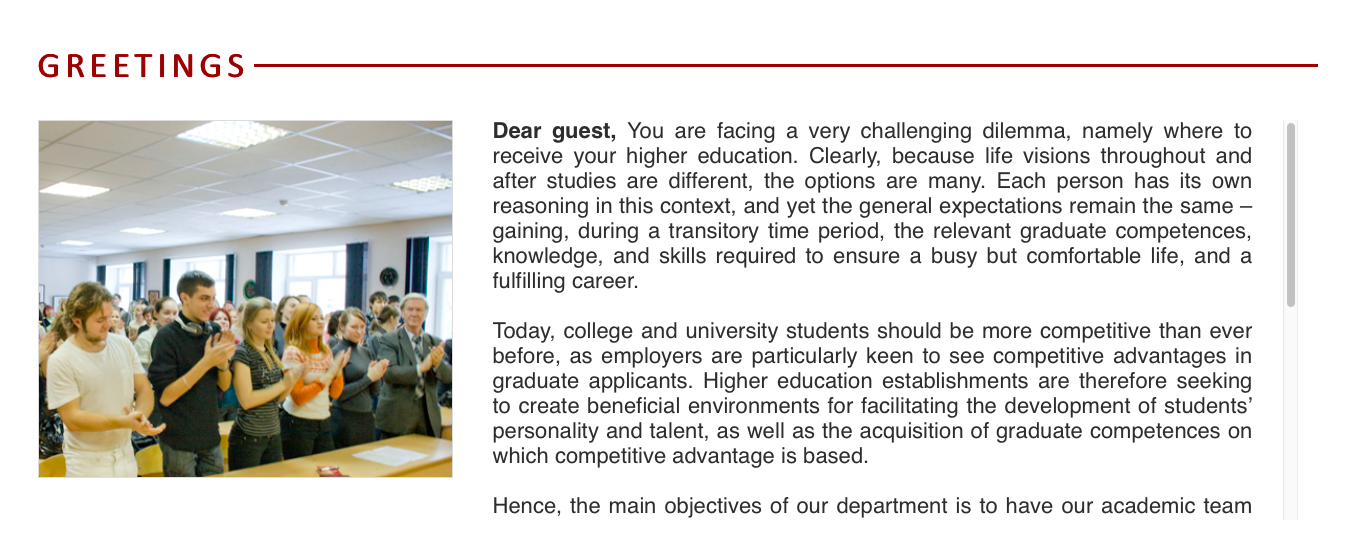 GREETINGS
Dear guest, You are facing a very challenging dilemma, namely where to
receive your higher education. Clearly, because life visions throughout and
after studies are different, the options are many. Each person has its own
reasoning in this context, and yet the general expectations remain the same –
gaining, during a transitory time period, the relevant graduate competences,
knowledge, and skills required to ensure a busy but comfortable life, and a
fulfilling career.
Today, college and university students should be more competitive than ever
before, as employers are particularly keen to see competitive advantages in
graduate applicants. Higher education establishments are therefore seeking
to create beneficial environments for facilitating the development of students’
personality and talent, as well as the acquisition of graduate competences on
which competitive advantage is based.
Hence, the main objectives of our department is to have our academic team